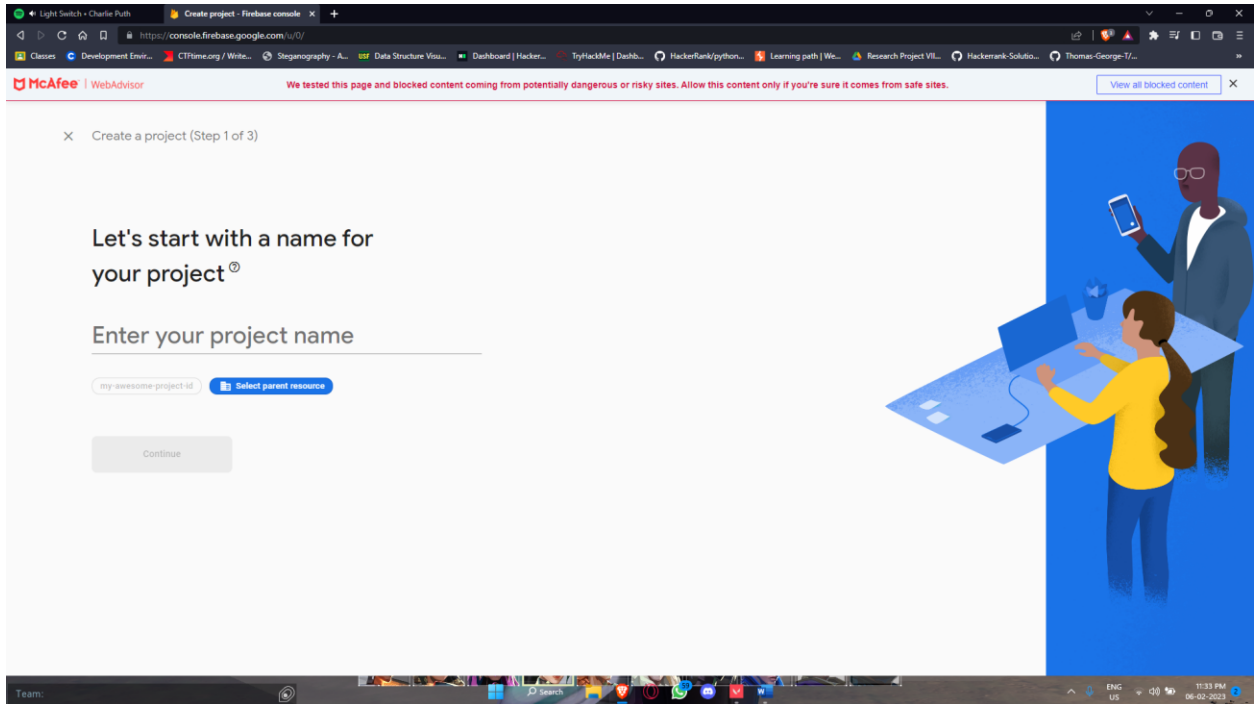 Light Switch • Charlie Puth
Create project - Firebase console
https://console.firebase.google.com/u/0/
Classes
Development Envir...
CTFtime.org / Write...
Steganography - A...
USF Data Structure Visu...
Dashboard | Hacker...
TryHackMe | Dashb...
HackerRank/python...
Learning path | We...
Research Project VII...
Hackerrank-Solutio...
Thomas-George-T/...
McAfee | WebAdvisor
We tested this page and blocked content coming from potentially dangerous or risky sites. Allow this content only if you're sure it comes from safe sites.
View all blocked content
Create a project (Step 1 of 3)
Let's start with a name for
your project
Enter your project name
my-awesome-project-id
Select parent resource
Continue
Team:
Search
ENG
US
11:33 PM
06-02-2023